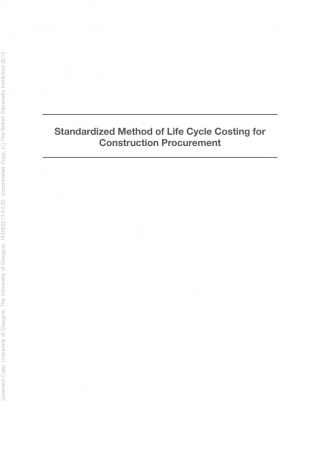 Standardized Method of Life Cycle Costing for
Construction Procurement
Licensed Copy: University of Glasgow, The University of Glasgow, 14/09/2013 04:20, Uncontrolled Copy, (c) The British Standards Institution 2013